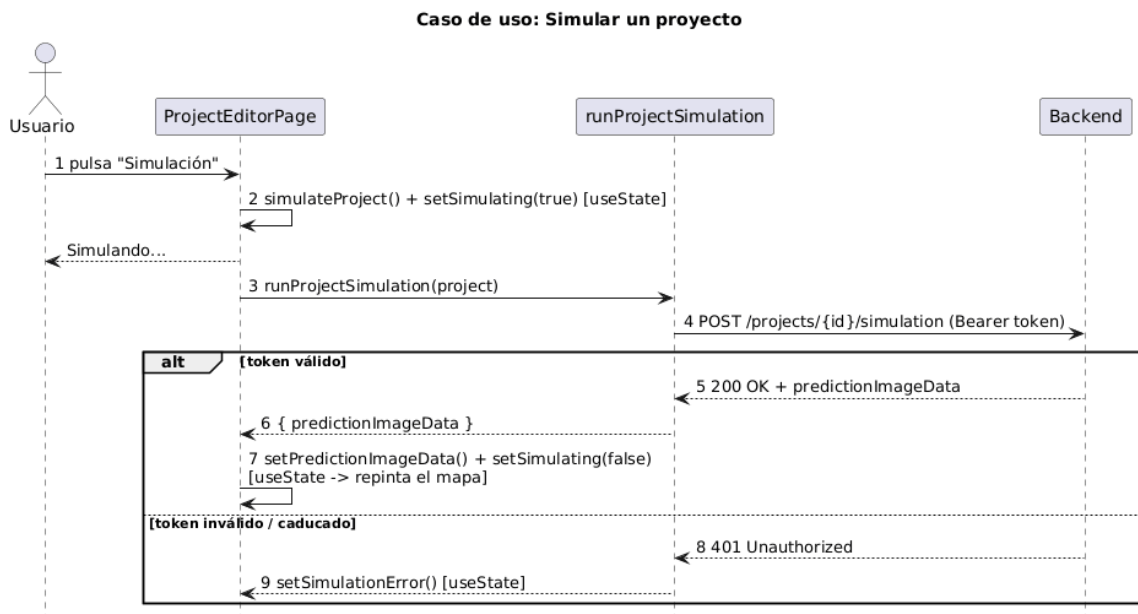 Caso de uso: Simular un proyecto
Usuario
ProjectEditorPage
runProjectSimulation
Backend
1 pulsa "Simulación"
2 simulateProject() + setSimulating(true) [useState]
Simulando...
3 runProjectSimulation(project)
4 POST /projects/{id}/simulation (Bearer token)
alt
[token válido]
5 200 OK + predictionImageData
6 { predictionImageData }
7 setPredictionImageData() + setSimulating(false)
[useState -> repinta el mapa]
[token inválido / caducado]
8 401 Unauthorized
9 setSimulationError() [useState]